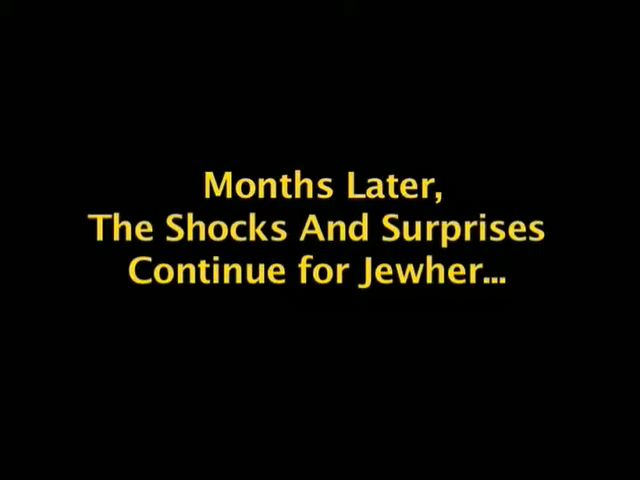 Months Later,
The Shocks And Surprises
Continue for Jewher...